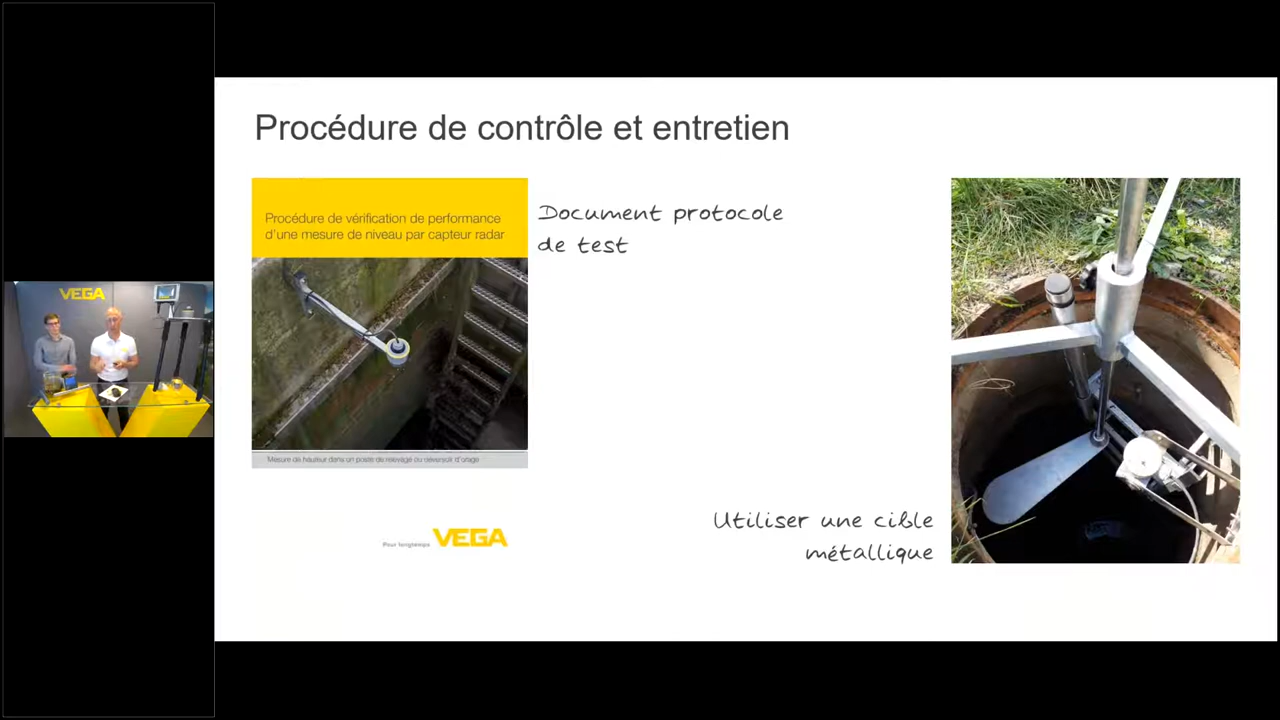 Procédure de contrôle et entretien
Procédure de vérification de performance
d'une mesure de niveau par capteur radar
Document protocole
de test
Mesure de hauteur dans un poste de relevage ou déversoir d'orage
Utiliser une cible
métallique
Pour longtemps
VEGA
VEGA